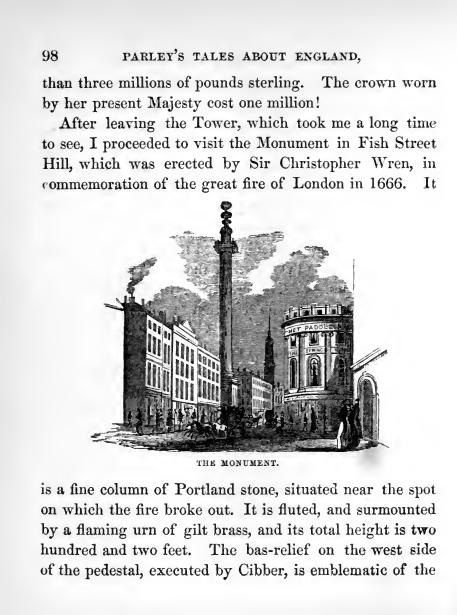 98 PARLEY'S TALES ABOUT ENGLAND,
than three millions of pounds sterling. The crown worn
by her present Majesty cost one million!
After leaving the Tower, which took me a long time
to see, I proceeded to visit the Monument in Fish Street
Hill, which was erected by Sir Christopher Wren, in
commemoration of the great fire of London in 1666. It
THE MONUMENT.
is a fine column of Portland stone, situated near the spot
on which the fire broke out. It is fluted, and surmounted
by a flaming urn of gilt brass, and its total height is two
hundred and two feet. The bas-relief on the west side
of the pedestal, executed by Cibber, is emblematic of the